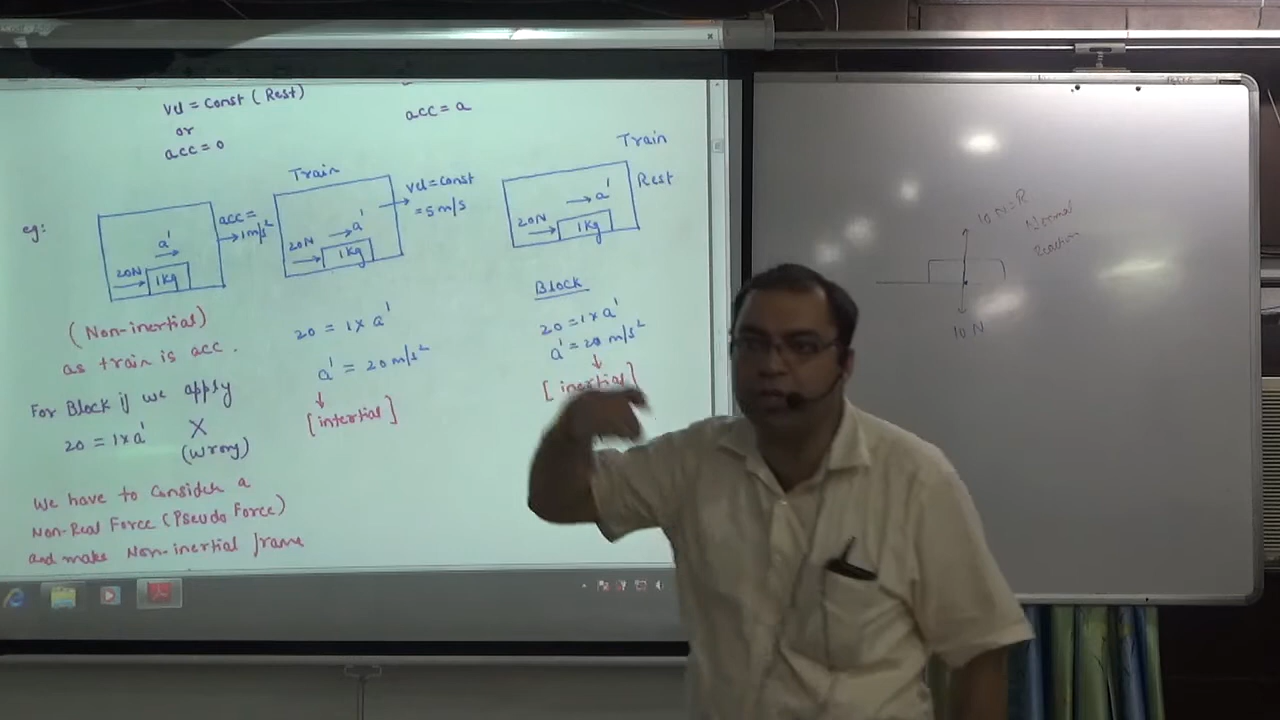 Vel = Const (Rest)
or
acc = 0
acc = a
eg:
20N
a'
1Kg
acc =
1m/s²
Train
20N
a'
1Kg
Vel = Const
= 5 m/s
Train
Rest
20N
a'
1Kg
(Non-inertial)
as train is acc.
For Block if we apply
20 = 1 x a' X
(Wrong)
We have to Consider a
Non-Real Force (Pseudo Force)
and make Non-inertial frame
20 = 1 x a'
a' = 20 m/s²
[intertial]
Block
20 = 1 x a'
a' = 20 m/s²
[inertial]
10 N = R
Normal
Reaction
10 N